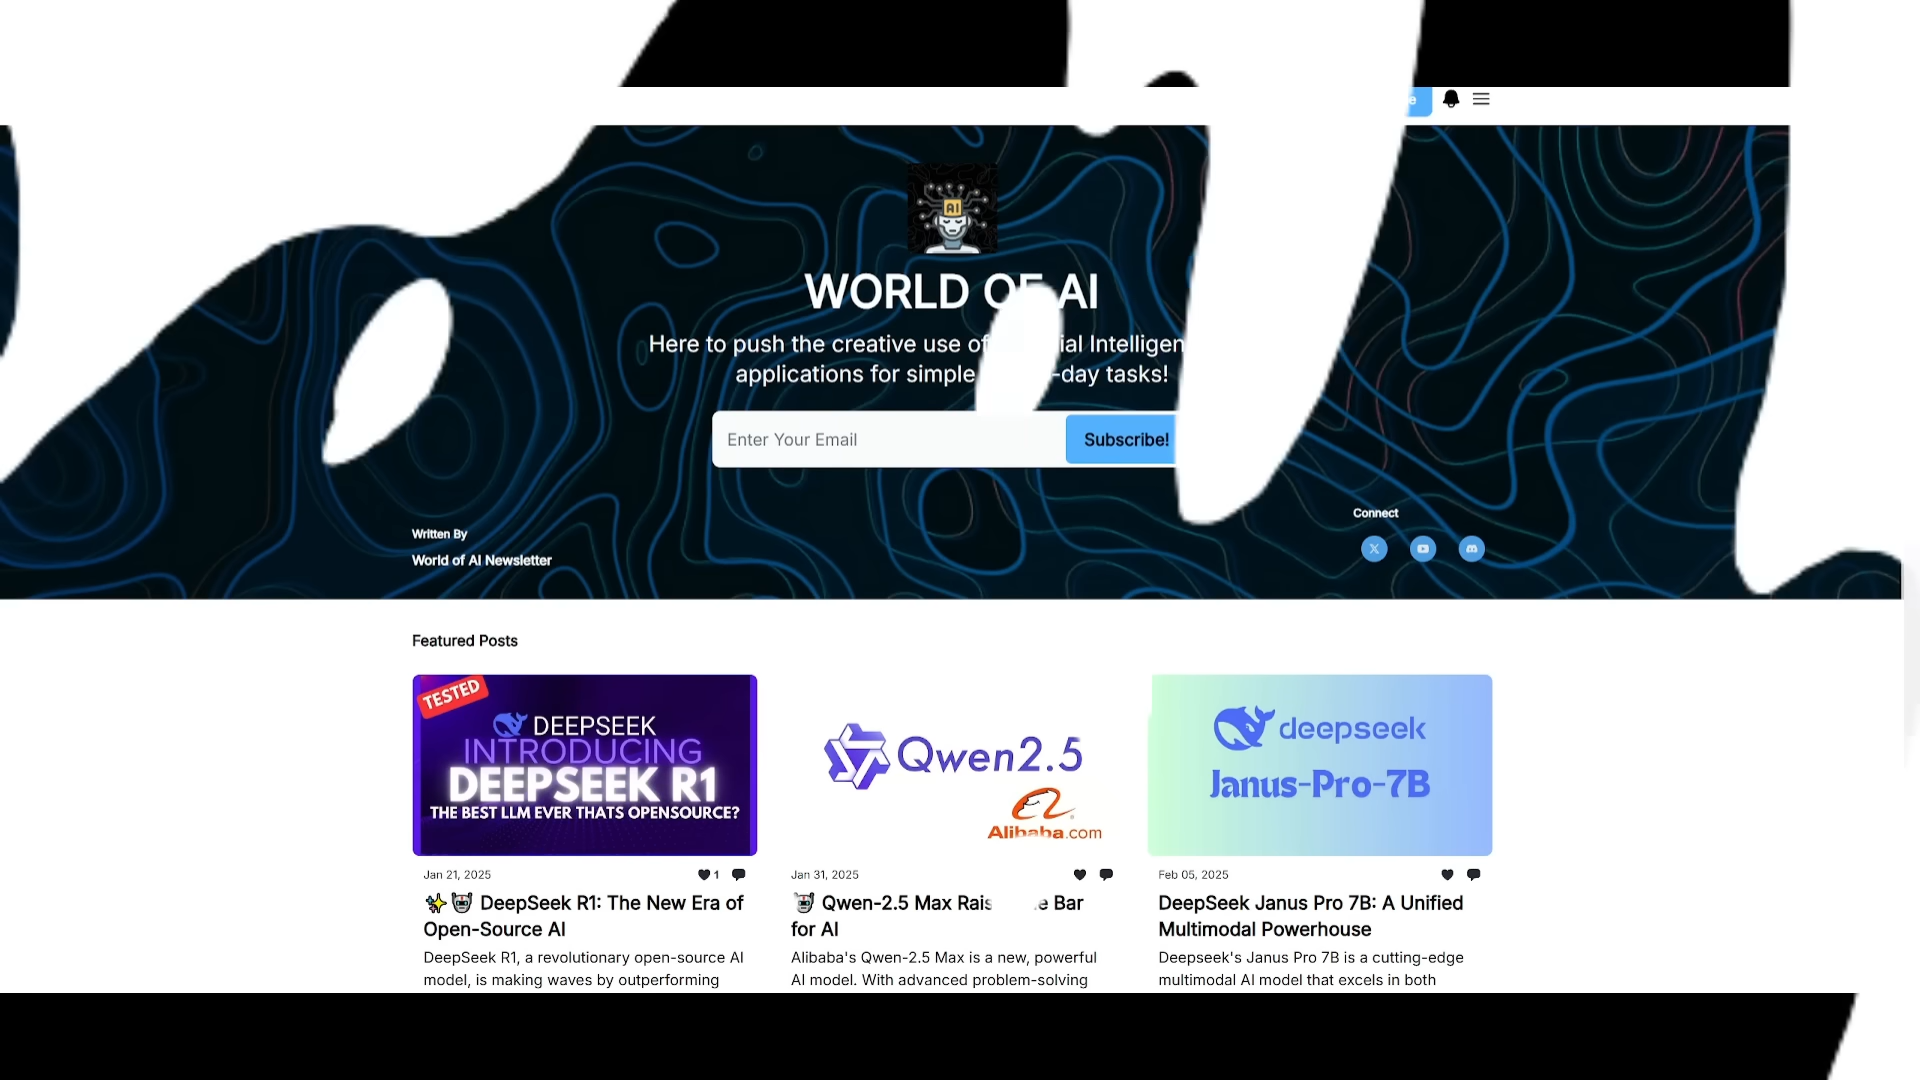 AI
WORLD OF AI
Here to push the creative use of ial Intelligen
applications for simple -day tasks!
Enter Your Email
Subscribe!
Written By
World of AI Newsletter
Connect
Featured Posts
TESTED
DEEPSEEK
INTRODUCING
DEEPSEEK R1
THE BEST LLM EVER THATS OPENSOURCE?
Qwen2.5
Alibaba.com
deepseek
Janus-Pro-7B
Jan 21, 2025
1
Jan 31, 2025
Feb 05, 2025
✨🤖 DeepSeek R1: The New Era of
Open-Source AI
DeepSeek R1, a revolutionary open-source AI
model, is making waves by outperforming
🤖 Qwen-2.5 Max Rais e Bar
for AI
Alibaba's Qwen-2.5 Max is a new, powerful
AI model. With advanced problem-solving
DeepSeek Janus Pro 7B: A Unified
Multimodal Powerhouse
Deepseek's Janus Pro 7B is a cutting-edge
multimodal AI model that excels in both